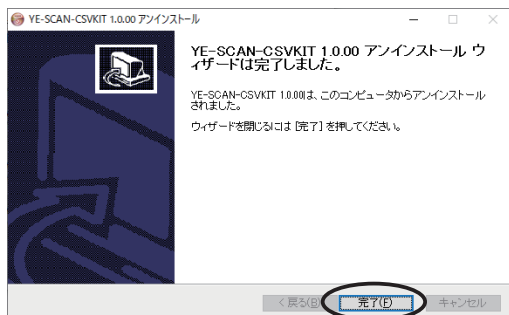 YE-SCAN-CSVKIT 1.0.00 アンインストール
YE-SCAN-CSVKIT 1.0.00 アンインストール ウ
ィザードは完了しました。
YE-SCAN-CSVKIT 1.0.00は、このコンピュータからアンインストール
されました。
ウィザードを閉じるには [完了] を押してください。
< 戻る(B)
完了(F)
キャンセル